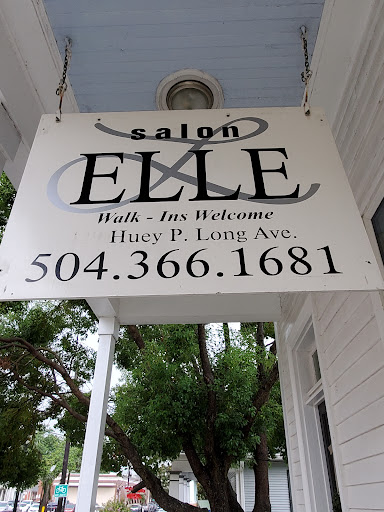 salon
ELLE
Walk - Ins Welcome
Huey P. Long Ave.
504.366.1681